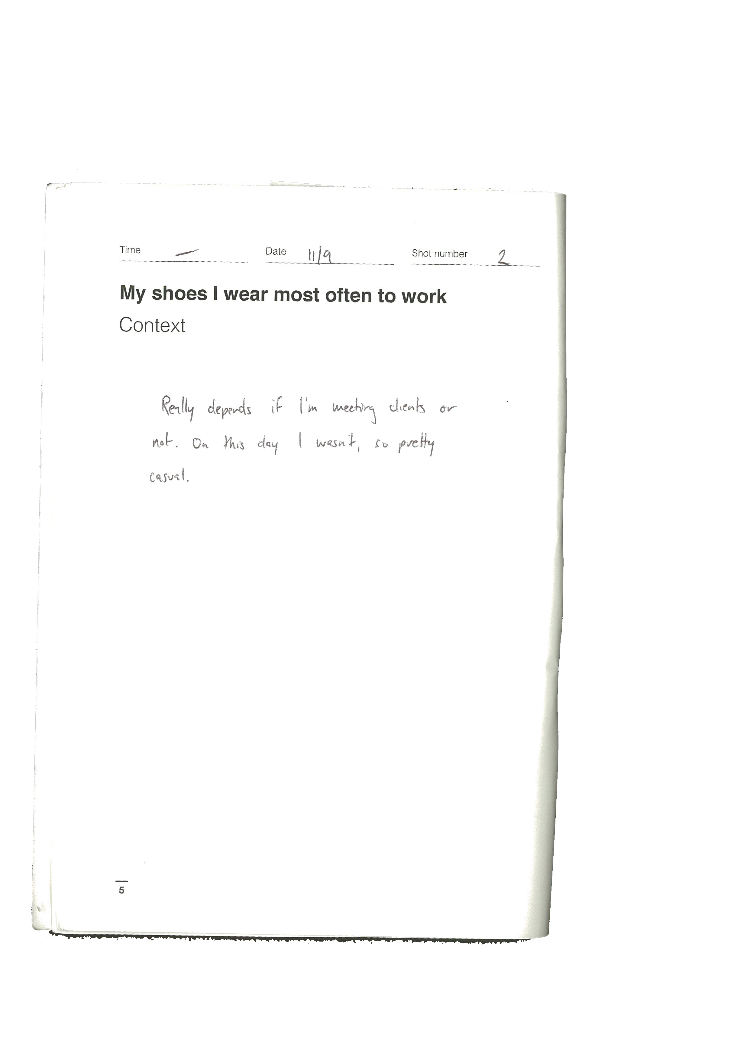 Time — Date 11/9 Shot number 2
My shoes I wear most often to work
Context
Really depends if I'm meeting clients or
not. On this day I wasn't, so pretty
casual.
5